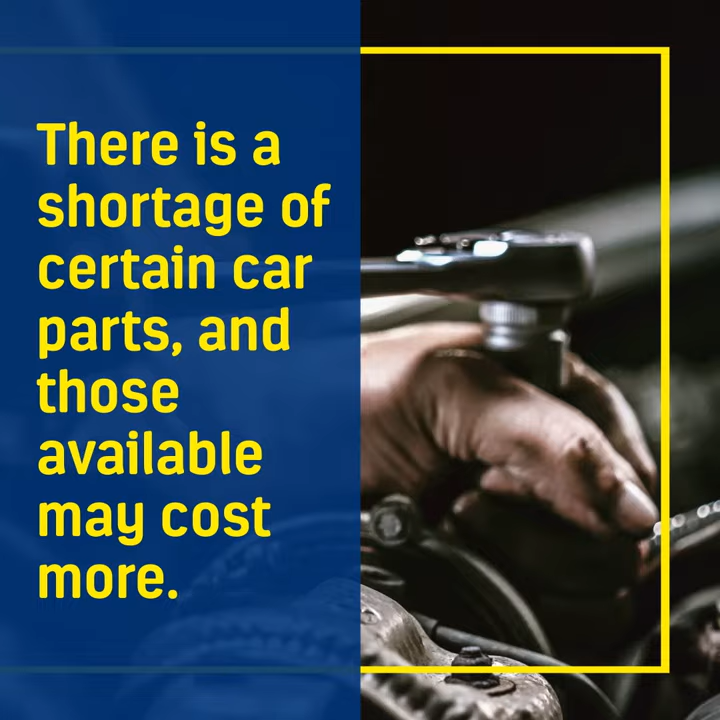 There is a
shortage of
certain car
parts, and
those
available
may cost
more.